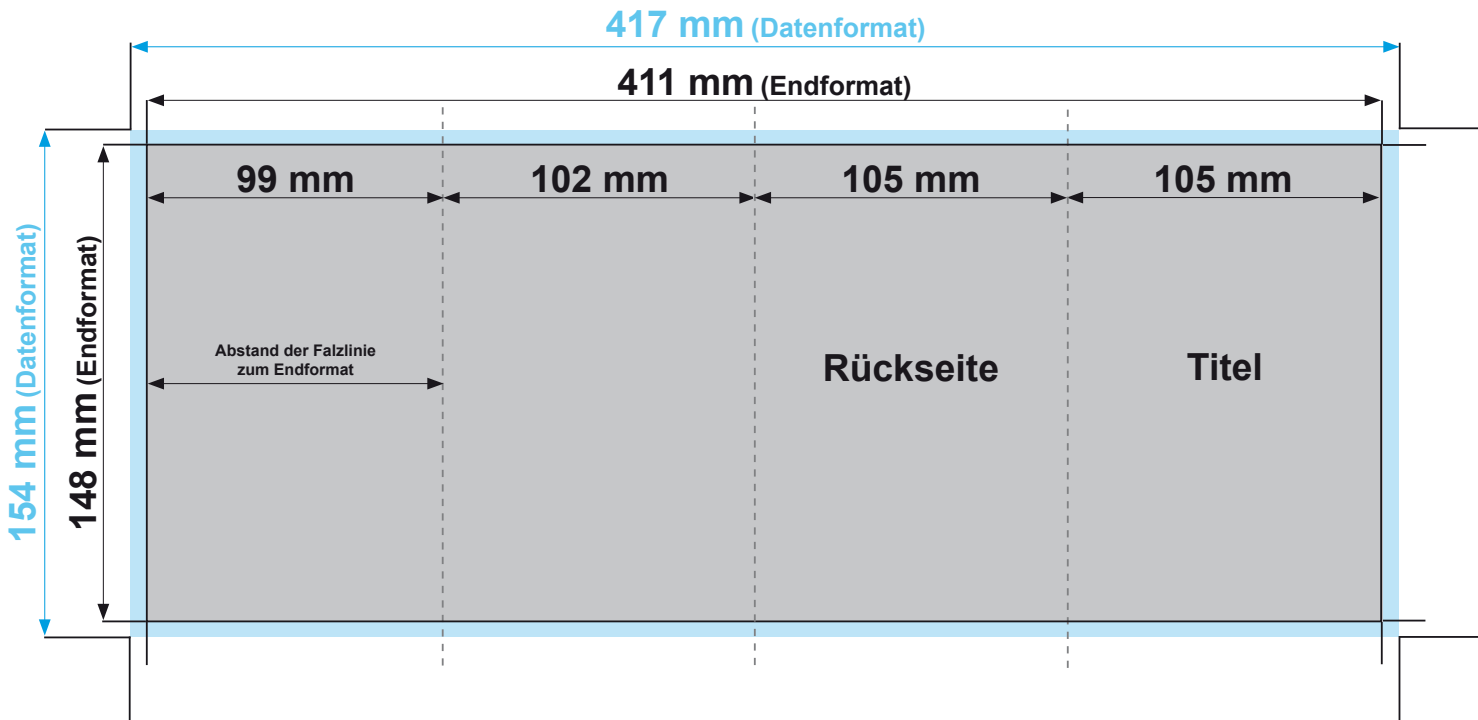 417 mm (Datenformat)
411 mm (Endformat)
99 mm
102 mm
105 mm
105 mm
154 mm (Datenformat)
148 mm (Endformat)
Abstand der Falzlinie
zum Endformat
Rückseite
Titel